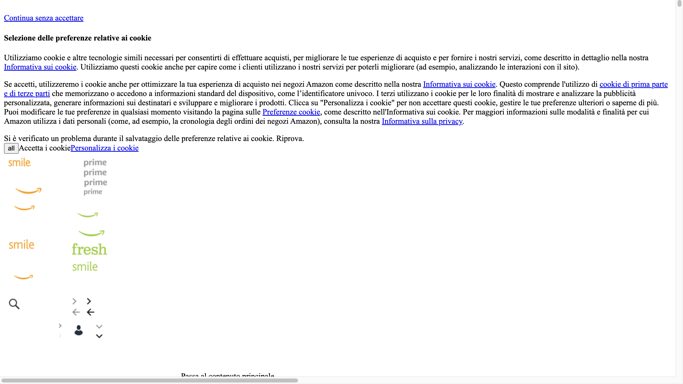 Continua senza accettare
Selezione delle preferenze relative ai cookie
Utilizziamo cookie e altre tecnologie simili necessari per consentirti di effettuare acquisti, per migliorare le tue esperienze di acquisto e per fornire i nostri servizi, come descritto in dettaglio nella nostra
Informativa sui cookie. Utilizziamo questi cookie anche per capire come i clienti utilizzano i nostri servizi per poterli migliorare (ad esempio, analizzando le interazioni con il sito).
Se accetti, utilizzeremo i cookie anche per ottimizzare la tua esperienza di acquisto nei negozi Amazon come descritto nella nostra Informativa sui cookie. Questo comprende l'utilizzo di cookie di prima parte
e di terze parti che memorizzano o accedono a informazioni standard del dispositivo, come l'identificatore univoco. I terzi utilizzano i cookie per le loro finalità di mostrare e analizzare la pubblicità
personalizzata, generare informazioni sui destinatari e sviluppare e migliorare i prodotti. Clicca su "Personalizza i cookie" per non accettare questi cookie, gestire le tue preferenze ulteriori o saperne di più.
Puoi modificare le tue preferenze in qualsiasi momento visitando la pagina sulle Preferenze cookie, come descritto nell'Informativa sui cookie. Per maggiori informazioni sulle modalità e finalità per cui
Amazon utilizza i dati personali (come, ad esempio, la cronologia degli ordini dei negozi Amazon), consulta la nostra Informativa sulla privacy.
Si è verificato un problema durante il salvataggio delle preferenze relative ai cookie. Riprova.
all Accetta i cookiePersonalizza i cookie
smile
prime
prime
prime
prime
smile
fresh
smile
Passa al contenuto principale